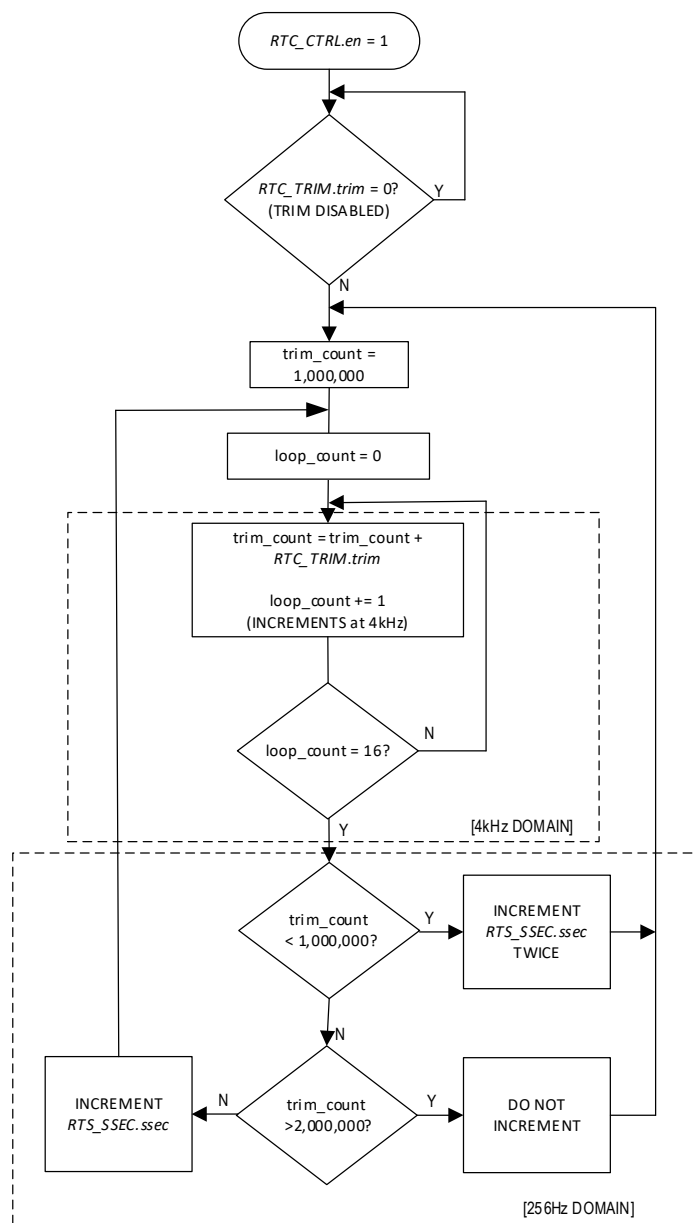 RTC_CTRL.en = 1
RTC_TRIM.trim = 0?
(TRIM DISABLED)
Y
N
trim_count =
1,000,000
loop_count = 0
trim_count = trim_count +
RTC_TRIM.trim
loop_count += 1
(INCREMENTS at 4kHz)
loop_count = 16?
N
Y
[4kHz DOMAIN]
trim_count
< 1,000,000?
Y
INCREMENT
RTS_SSEC.ssec
TWICE
N
INCREMENT
RTS_SSEC.ssec
N
trim_count
>2,000,000?
Y
DO NOT
INCREMENT
[256Hz DOMAIN]